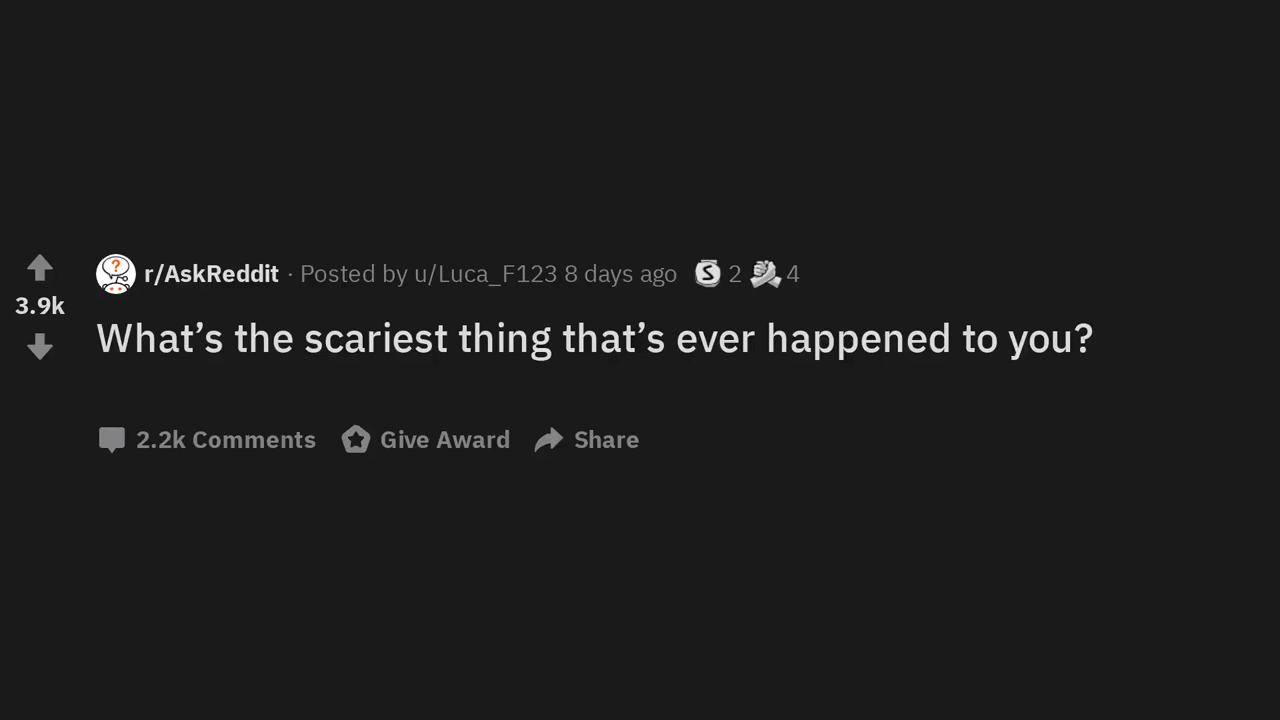 r/AskReddit · Posted by u/Luca_F123 8 days ago S 2 4
3.9k
What’s the scariest thing that’s ever happened to you?
2.2k Comments Give Award Share